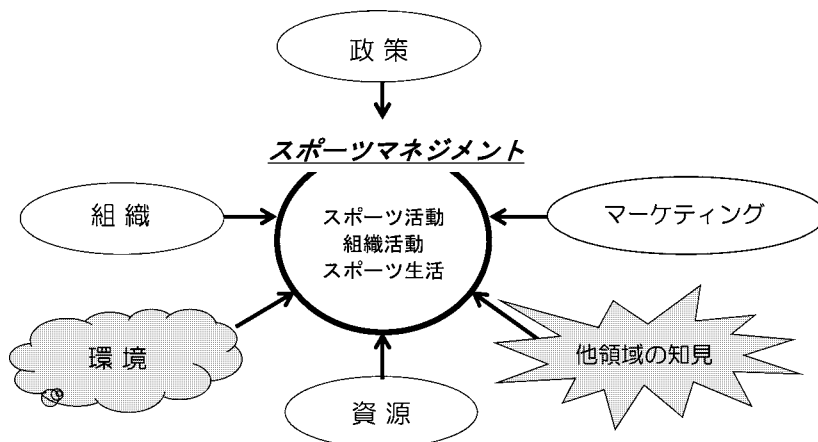 政策
スポーツマネジメント
組織
スポーツ活動
組織活動
スポーツ生活
マーケティング
環境
他領域の知見
資源